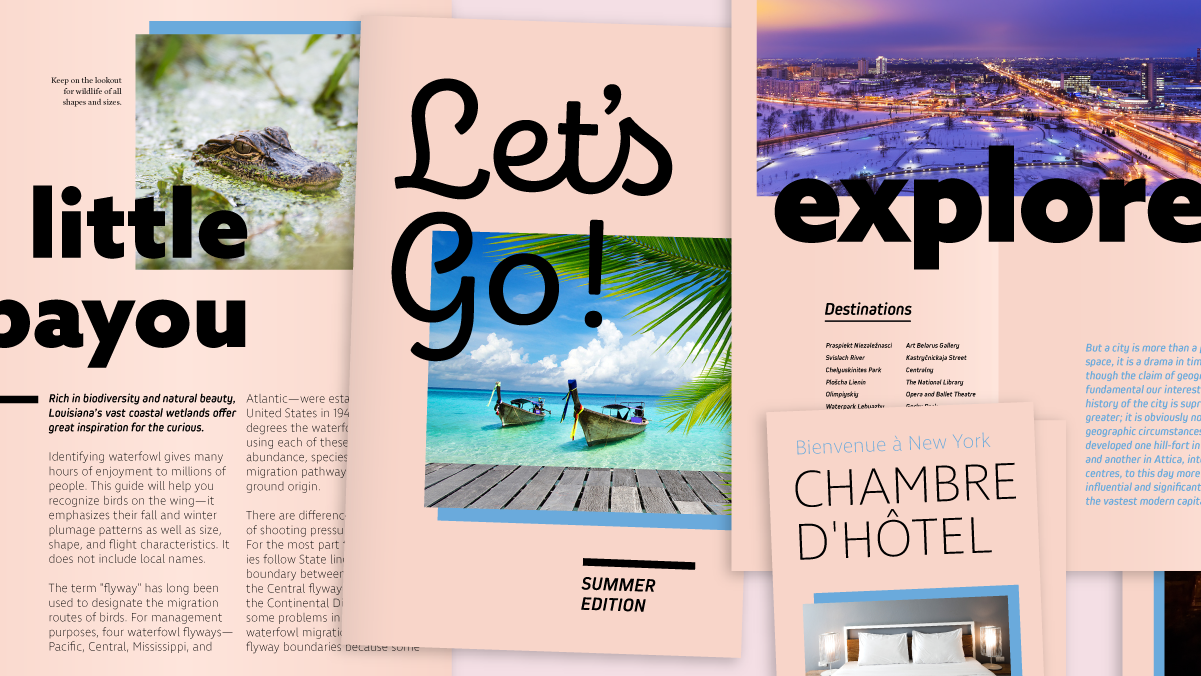 Keep on the lookout
for wildlife of all
shapes and sizes.
little
bayou
Rich in biodiversity and natural beauty,
Louisiana's vast coastal wetlands offer
great inspiration for the curious.
Identifying waterfowl gives many
hours of enjoyment to millions of
people. This guide will help you
recognize birds on the wing—it
emphasizes their fall and winter
plumage patterns as well as size,
shape, and flight characteristics. It
does not include local names.
The term "flyway" has long been
used to designate the migration
routes of birds. For management
purposes, four waterfowl flyways—
Pacific, Central, Mississippi, and
Atlantic—were esta
United States in 194
degrees the waterfo
using each of these
abundance, species
migration pathway
ground origin.
There are difference
of shooting pressu
For the most part
ies follow State line
boundary between
the Central flyway
the Continental Di
some problems in
waterfowl migrati
flyway boundaries because some
Let's
Go!
SUMMER
EDITION
explore
Destinations
Praspiekt Niezaležnasci
Svislach River
Chelyuskinites Park
Plošcha Lienin
Olimpiyskiy
Waterpark Lebyazhy
Art Belarus Gallery
Kastryčnickaja Street
Centralny
The National Library
Opera and Ballet Theatre
But a city is more than a p
space, it is a drama in tim
though the claim of geogr
fundamental our interest
history of the city is supr
greater; it is obviously no
geographic circumstances
developed one hill-fort in
and another in Attica, into
centres, to this day more
influential and significant
the vastest modern capit
Bienvenue à New York
CHAMBRE
D'HÔTEL